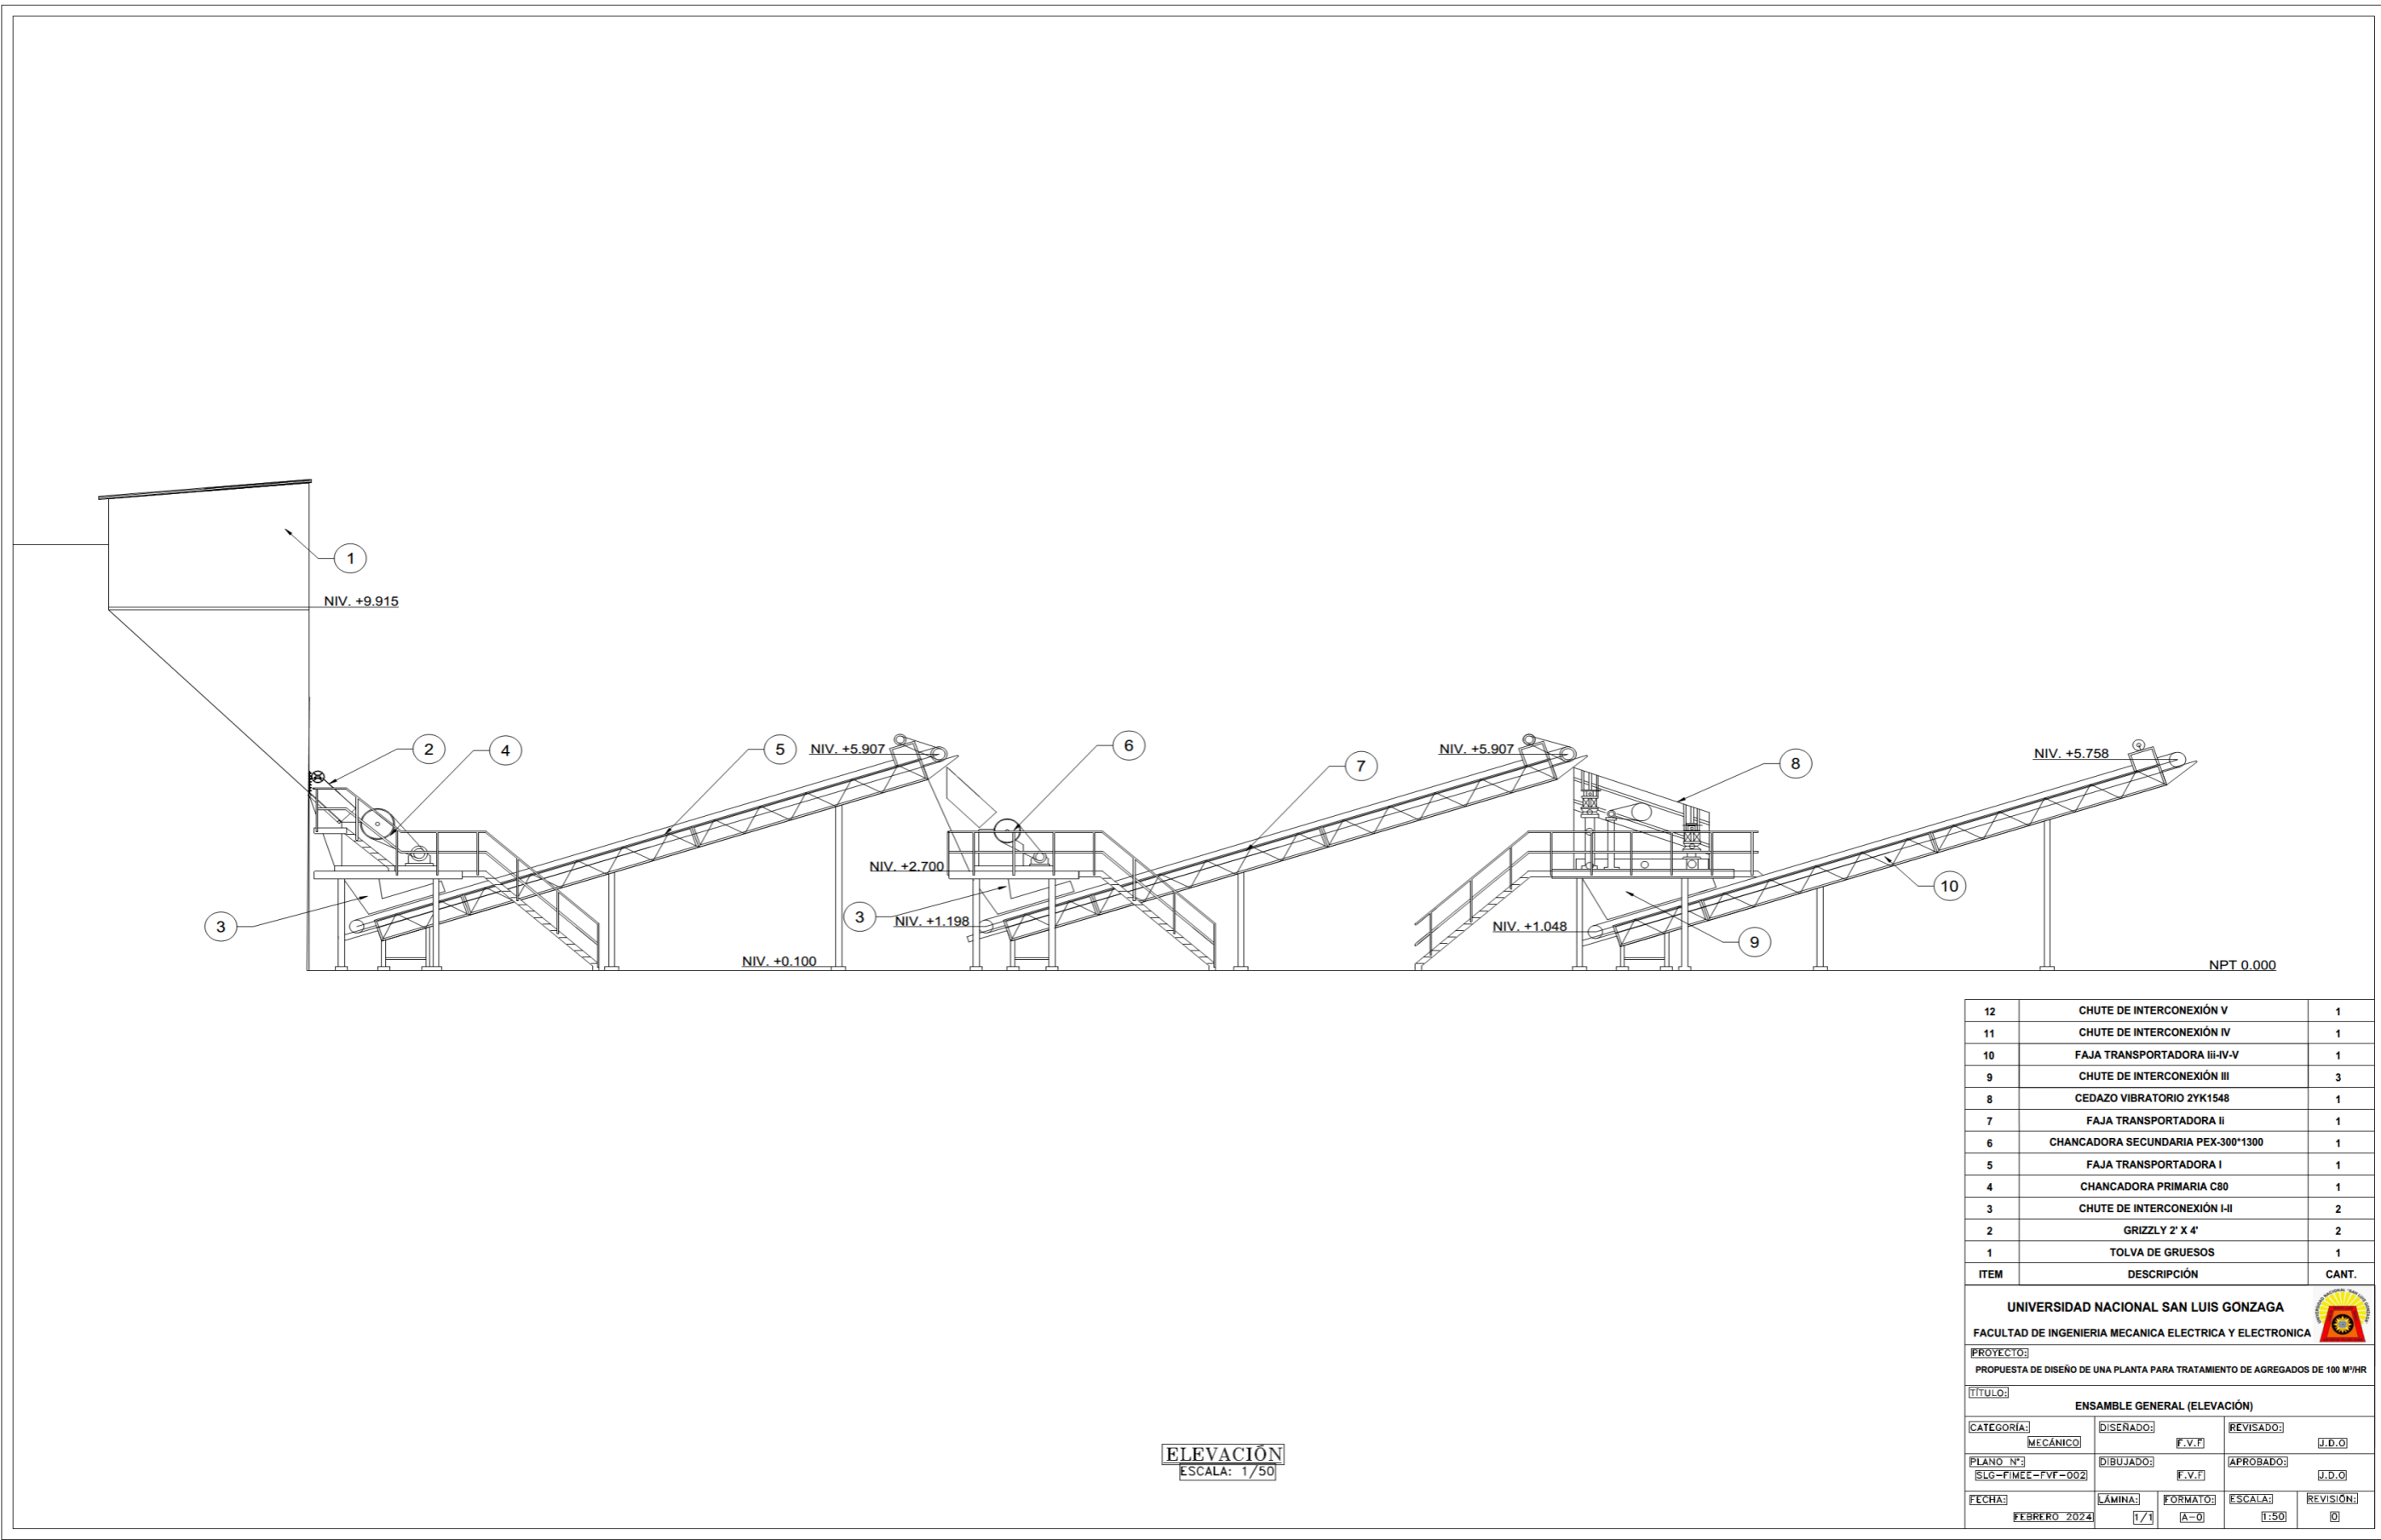 1
NIV. +9.915
2
4
5
NIV. +5.907
6
NIV. +5.907
7
8
NIV. +5.758
NIV. +2.700
10
3
3
NIV. +1.198
NIV. +1.048
9
NIV. +0.100
NPT 0.000
12 CHUTE DE INTERCONEXIÓN V 1
11 CHUTE DE INTERCONEXIÓN IV 1
10 FAJA TRANSPORTADORA Iii-IV-V 1
9 CHUTE DE INTERCONEXIÓN III 3
8 CEDAZO VIBRATORIO 2YK1548 1
7 FAJA TRANSPORTADORA Ii 1
6 CHANCADORA SECUNDARIA PEX-300*1300 1
5 FAJA TRANSPORTADORA I 1
4 CHANCADORA PRIMARIA C80 1
3 CHUTE DE INTERCONEXIÓN I-II 2
2 GRIZZLY 2' X 4' 2
1 TOLVA DE GRUESOS 1
ITEM DESCRIPCIÓN CANT.
UNIVERSIDAD NACIONAL SAN LUIS GONZAGA
FACULTAD DE INGENIERIA MECANICA ELECTRICA Y ELECTRONICA
PROYECTO:
PROPUESTA DE DISEÑO DE UNA PLANTA PARA TRATAMIENTO DE AGREGADOS DE 100 M³/HR
TÍTULO:
ENSAMBLE GENERAL (ELEVACIÓN)
CATEGORÍA: DISEÑADO: REVISADO:
MECÁNICO F.V.F J.D.O
PLANO N°: DIBUJADO: APROBADO:
SLG-FIMEE-FVF-002 F.V.F J.D.O
FECHA: LÁMINA: FORMATO: ESCALA: REVISIÓN:
FEBRERO 2024 1/1 A-0 1:50 0
ELEVACIÓN
ESCALA: 1/50